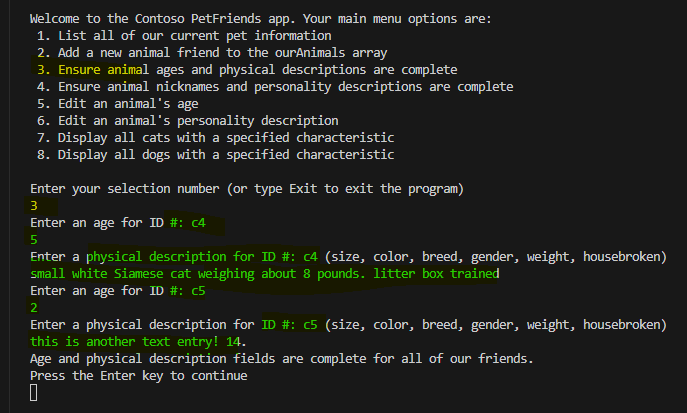 Welcome to the Contoso PetFriends app. Your main menu options are:
1. List all of our current pet information
2. Add a new animal friend to the ourAnimals array
3. Ensure animal ages and physical descriptions are complete
4. Ensure animal nicknames and personality descriptions are complete
5. Edit an animal's age
6. Edit an animal's personality description
7. Display all cats with a specified characteristic
8. Display all dogs with a specified characteristic
Enter your selection number (or type Exit to exit the program)
3
Enter an age for ID #: c4
5
Enter a physical description for ID #: c4 (size, color, breed, gender, weight, housebroken)
small white Siamese cat weighing about 8 pounds. litter box trained
Enter an age for ID #: c5
2
Enter a physical description for ID #: c5 (size, color, breed, gender, weight, housebroken)
this is another text entry! 14.
Age and physical description fields are complete for all of our friends.
Press the Enter key to continue